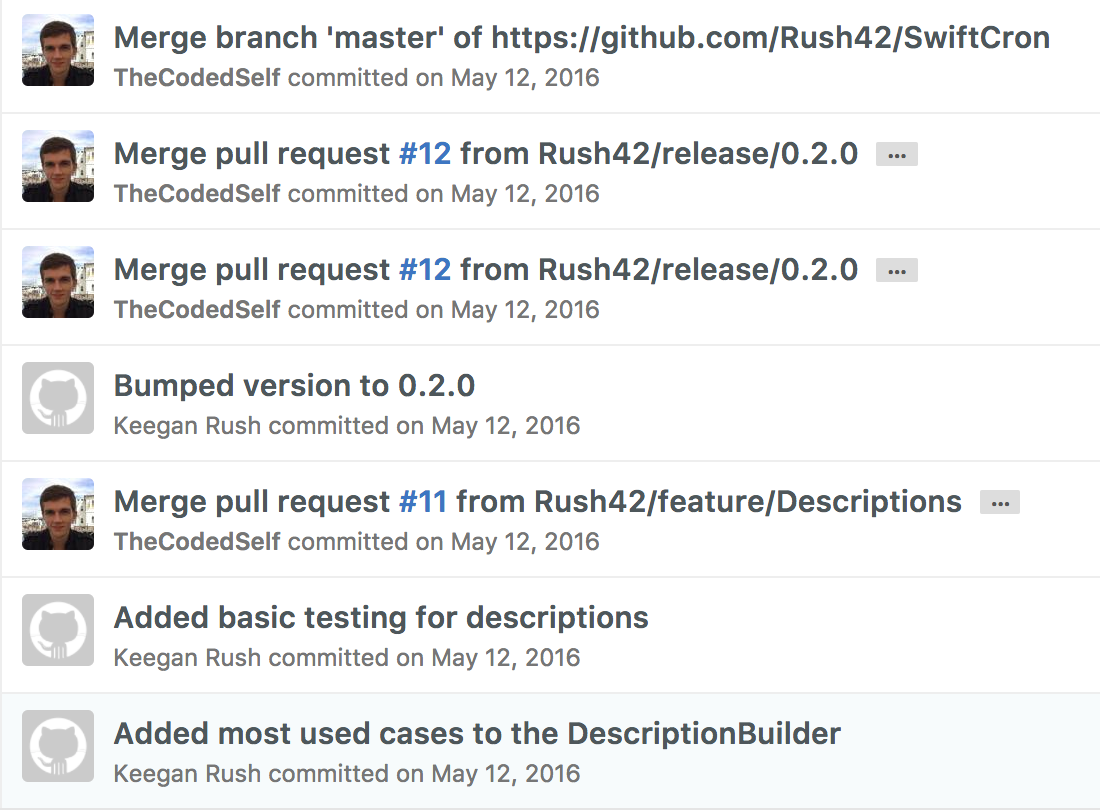 Merge branch 'master' of https://github.com/Rush42/SwiftCron
TheCodedSelf committed on May 12, 2016
Merge pull request #12 from Rush42/release/0.2.0 ...
TheCodedSelf committed on May 12, 2016
Merge pull request #12 from Rush42/release/0.2.0 ...
TheCodedSelf committed on May 12, 2016
Bumped version to 0.2.0
Keegan Rush committed on May 12, 2016
Merge pull request #11 from Rush42/feature/Descriptions ...
TheCodedSelf committed on May 12, 2016
Added basic testing for descriptions
Keegan Rush committed on May 12, 2016
Added most used cases to the DescriptionBuilder
Keegan Rush committed on May 12, 2016